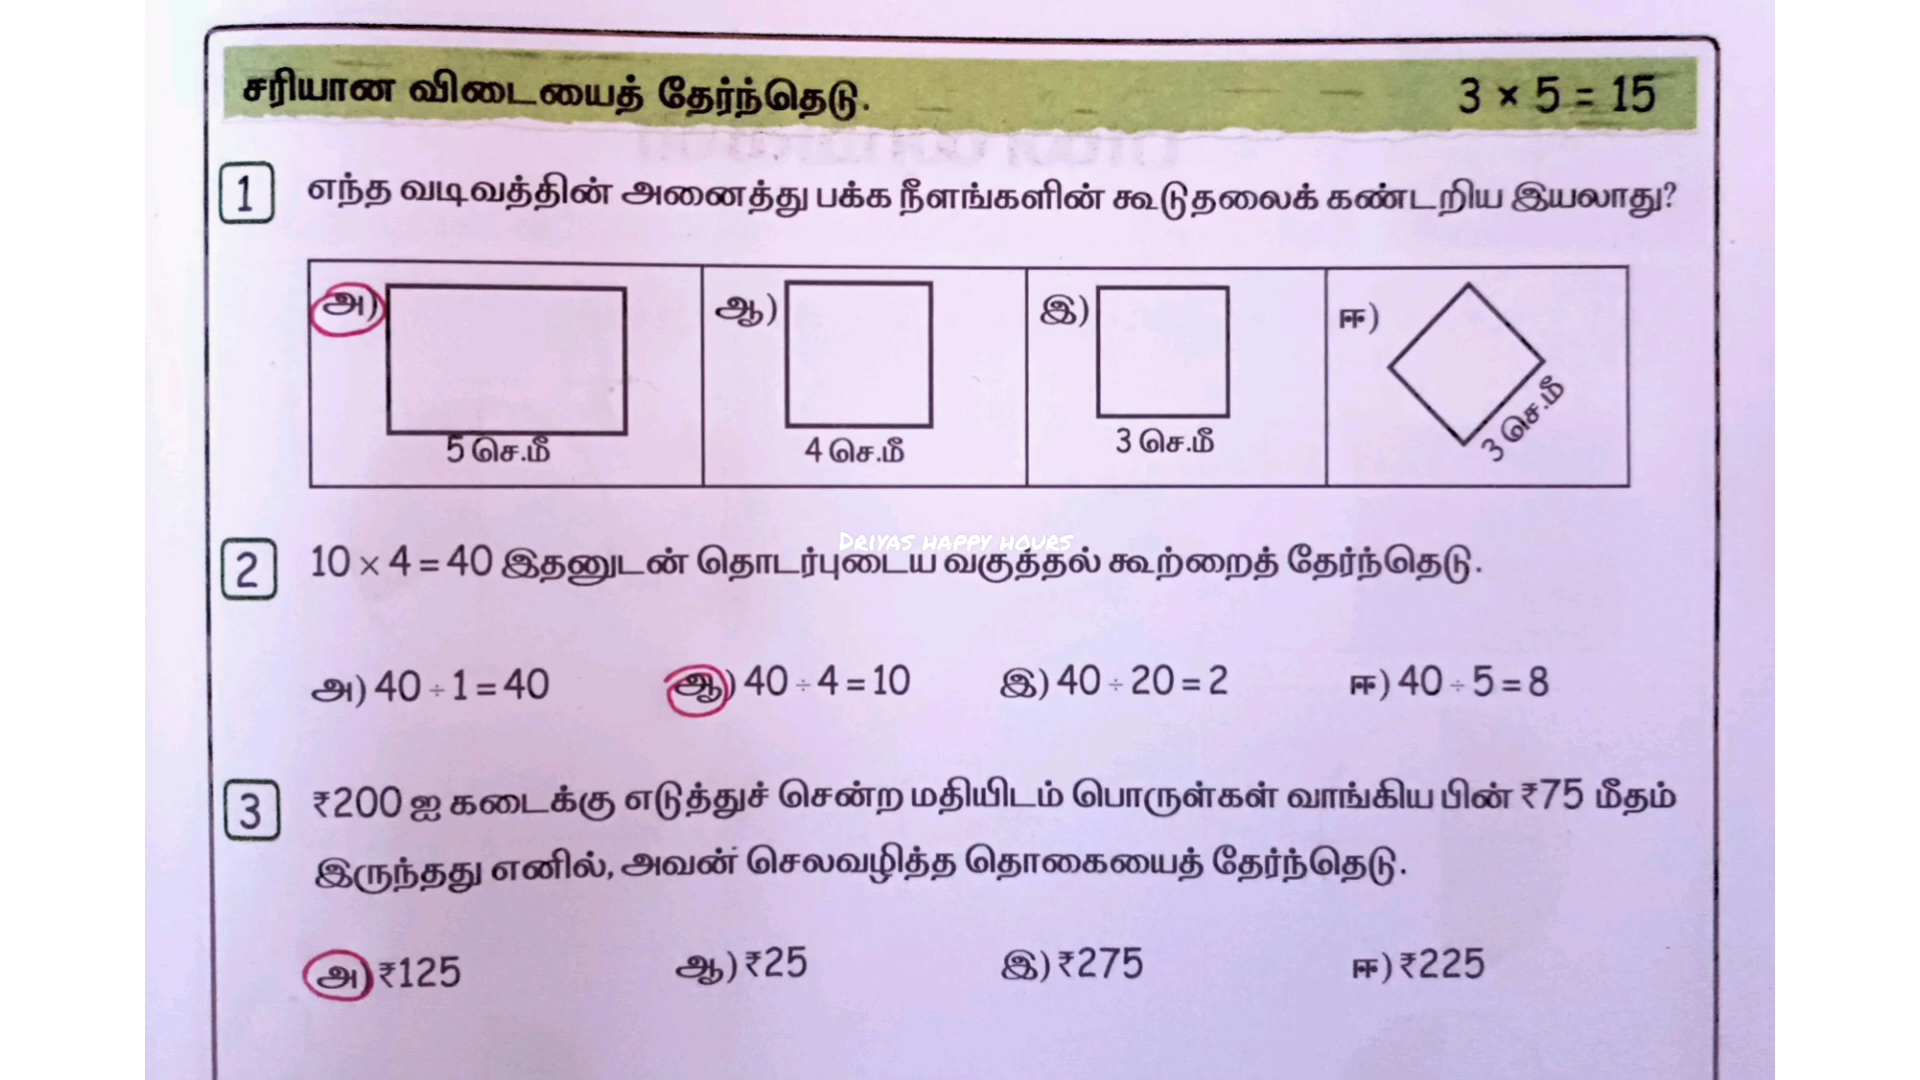 சரியான விடையைத் தேர்ந்தெடு. 3 × 5 = 15
1 எந்த வடிவத்தின் அனைத்து பக்க நீளங்களின் கூடுதலைக் கண்டறிய இயலாது?
அ) ஆ) இ) ஈ)
5 செ.மீ 4 செ.மீ 3 செ.மீ 3 செ.மீ
DRIYAS HAPPY HOURS
2 10 × 4 = 40 இதனுடன் தொடர்புடைய வகுத்தல் கூற்றைத் தேர்ந்தெடு.
அ) 40 ÷ 1 = 40 ஆ) 40 ÷ 4 = 10 இ) 40 ÷ 20 = 2 ஈ) 40 ÷ 5 = 8
3 ₹200 ஐ கடைக்கு எடுத்துச் சென்ற மதியிடம் பொருள்கள் வாங்கிய பின் ₹75 மீதம்
இருந்தது எனில், அவன் செலவழித்த தொகையைத் தேர்ந்தெடு.
அ) ₹125 ஆ) ₹25 இ) ₹275 ஈ) ₹225